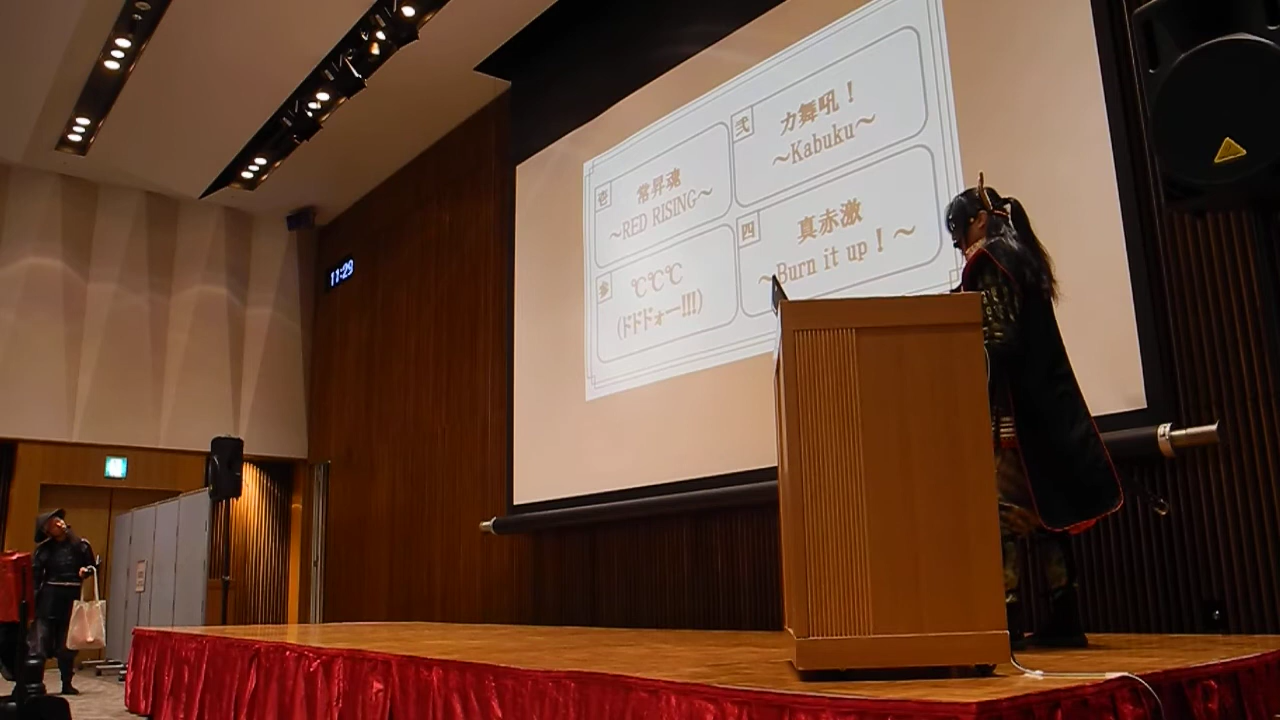 壱
常昇魂
～RED RISING～
弐
カ舞吼！
～Kabuku～
参
℃℃℃
(ドドドォー!!!)
四
真赤激
～Burn it up！～
11:29